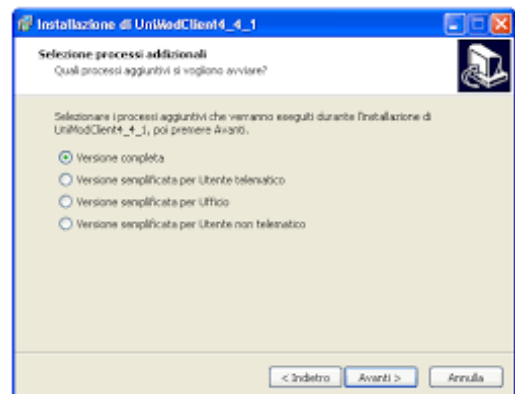 Installazione di UniModClient4_4_1
Selezione processi addizionali
Quali processi aggiuntivi si vogliono avviare?
Selezionare i processi aggiuntivi che verranno eseguiti durante l'installazione di
UniModClient4_4_1, poi premere Avanti.
Versione completa
Versione semplificata per Utente telematico
Versione semplificata per Ufficio
Versione semplificata per Utente non telematico
< Indietro
Avanti >
Annulla